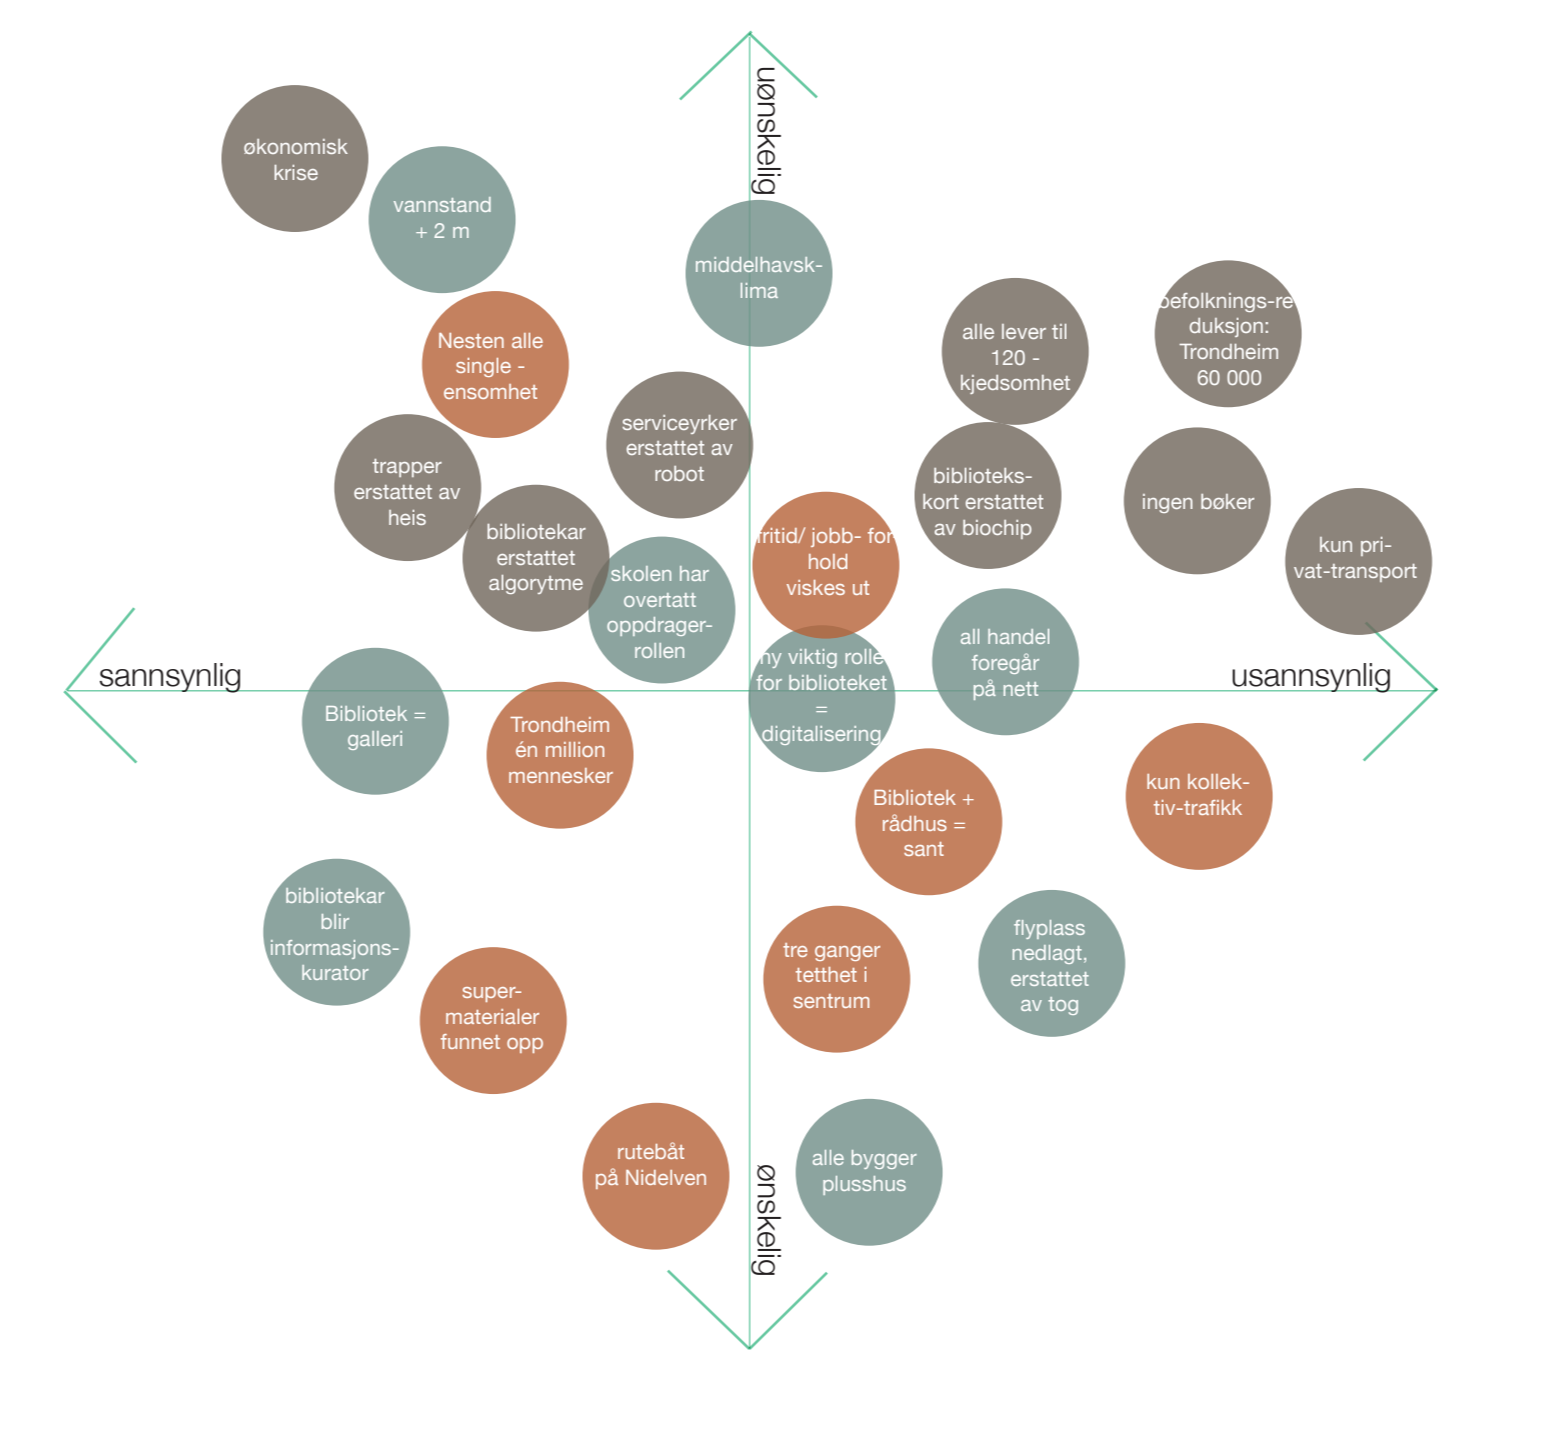 uønskelig
økonomisk
krise
vannstand
+ 2 m
middelhavsk-
lima
Nesten alle
single -
ensomhet
alle lever til
120 -
kjedsomhet
befolknings-re
duksjon:
Trondheim
60 000
serviceyrker
erstattet av
robot
trapper
erstattet av
heis
biblioteks-
kort erstattet
av biochip
ingen bøker
bibliotekar
erstattet
algorytme
fritid/ jobb- for
hold
viskes ut
kun pri-
vat-transport
skolen har
overtatt
oppdrager-
rollen
all handel
foregår
på nett
ny viktig rolle
for biblioteket
=
digitalisering
sannsynlig
usannsynlig
Bibliotek =
galleri
Trondheim
én million
mennesker
Bibliotek +
rådhus =
sant
kun kollek-
tiv-trafikk
bibliotekar
blir
informasjons-
kurator
super-
materialer
funnet opp
tre ganger
tetthet i
sentrum
flyplass
nedlagt,
erstattet
av tog
rutebåt
på Nidelven
alle bygger
plusshus
ønskelig